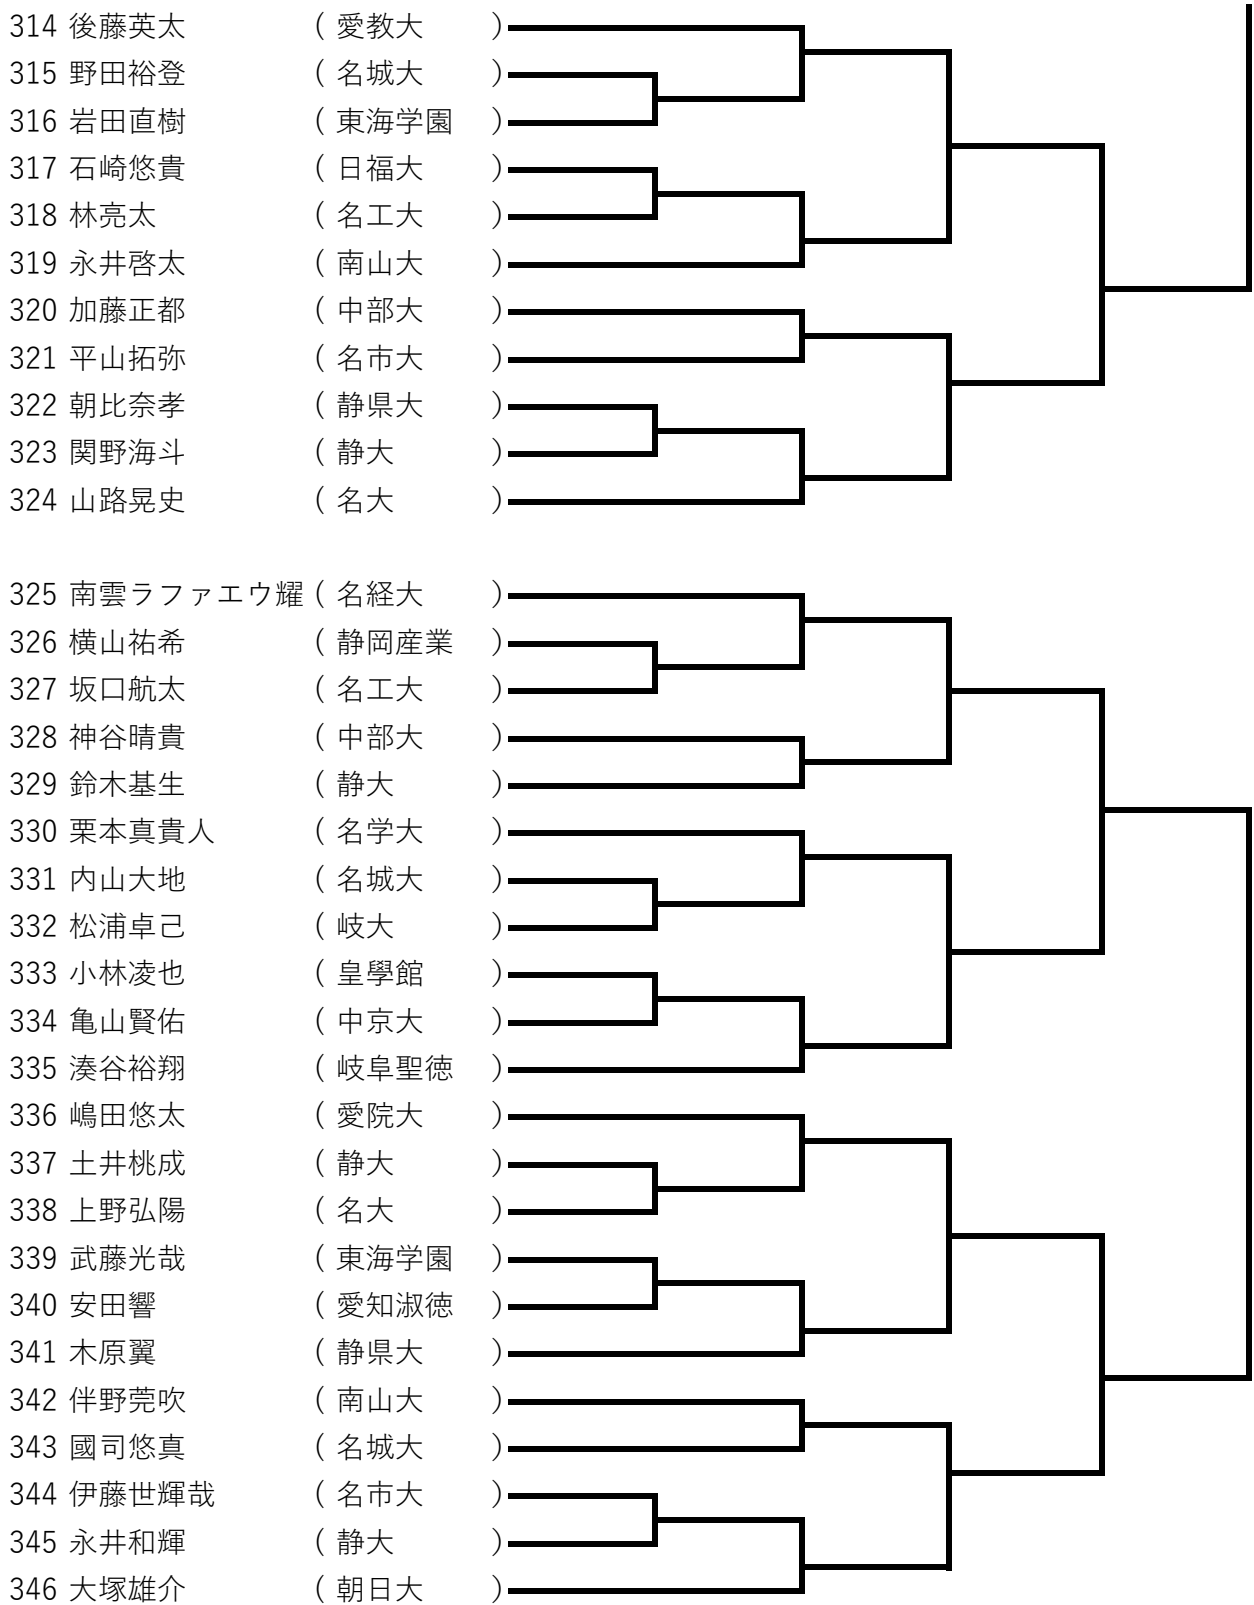 314 後藤英太 ( 愛教大 )
315 野田裕登 ( 名城大 )
316 岩田直樹 ( 東海学園 )
317 石崎悠貴 ( 日福大 )
318 林亮太 ( 名工大 )
319 永井啓太 ( 南山大 )
320 加藤正都 ( 中部大 )
321 平山拓弥 ( 名市大 )
322 朝比奈孝 ( 静県大 )
323 関野海斗 ( 静大 )
324 山路晃史 ( 名大 )
325 南雲ラファエウ耀 ( 名経大 )
326 横山祐希 ( 静岡産業 )
327 坂口航太 ( 名工大 )
328 神谷晴貴 ( 中部大 )
329 鈴木基生 ( 静大 )
330 栗本真貴人 ( 名学大 )
331 内山大地 ( 名城大 )
332 松浦卓己 ( 岐大 )
333 小林凌也 ( 皇學館 )
334 亀山賢佑 ( 中京大 )
335 湊谷裕翔 ( 岐阜聖徳 )
336 嶋田悠太 ( 愛院大 )
337 土井桃成 ( 静大 )
338 上野弘陽 ( 名大 )
339 武藤光哉 ( 東海学園 )
340 安田響 ( 愛知淑徳 )
341 木原翼 ( 静県大 )
342 伴野莞吹 ( 南山大 )
343 國司悠真 ( 名城大 )
344 伊藤世輝哉 ( 名市大 )
345 永井和輝 ( 静大 )
346 大塚雄介 ( 朝日大 )